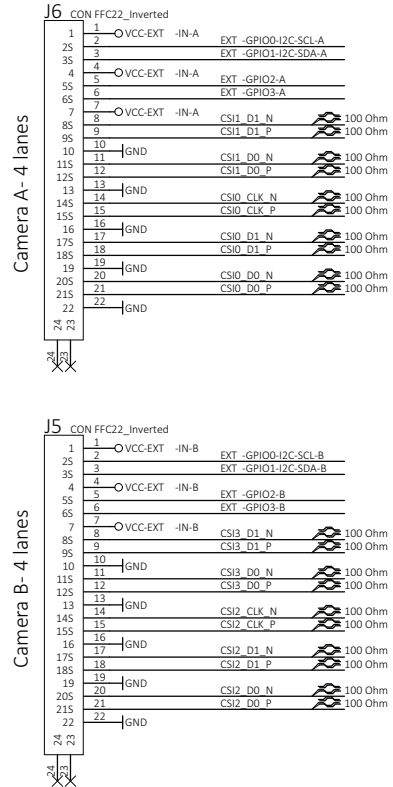 J6 CON FFC22_Inverted
Camera A- 4 lanes
1 1 VCC-EXT -IN-A
2S 2 EXT -GPIO0-I2C-SCL-A
3S 3 EXT -GPIO1-I2C-SDA-A
4 4 VCC-EXT -IN-A
5S 5 EXT -GPIO2-A
6S 6 EXT -GPIO3-A
7 7 VCC-EXT -IN-A
8S 8 CSI1_D1_N 100 Ohm
9S 9 CSI1_D1_P 100 Ohm
10 10 GND
11S 11 CSI1_D0_N 100 Ohm
12S 12 CSI1_D0_P 100 Ohm
13 13 GND
14S 14 CSI0_CLK_N 100 Ohm
15S 15 CSI0_CLK_P 100 Ohm
16 16 GND
17S 17 CSI0_D1_N 100 Ohm
18S 18 CSI0_D1_P 100 Ohm
19 19 GND
20S 20 CSI0_D0_N 100 Ohm
21S 21 CSI0_D0_P 100 Ohm
22 22 GND
24 23
24 23
J5 CON FFC22_Inverted
Camera B- 4 lanes
1 1 VCC-EXT -IN-B
2S 2 EXT -GPIO0-I2C-SCL-B
3S 3 EXT -GPIO1-I2C-SDA-B
4 4 VCC-EXT -IN-B
5S 5 EXT -GPIO2-B
6S 6 EXT -GPIO3-B
7 7 VCC-EXT -IN-B
8S 8 CSI3_D1_N 100 Ohm
9S 9 CSI3_D1_P 100 Ohm
10 10 GND
11S 11 CSI3_D0_N 100 Ohm
12S 12 CSI3_D0_P 100 Ohm
13 13 GND
14S 14 CSI2_CLK_N 100 Ohm
15S 15 CSI2_CLK_P 100 Ohm
16 16 GND
17S 17 CSI2_D1_N 100 Ohm
18S 18 CSI2_D1_P 100 Ohm
19 19 GND
20S 20 CSI2_D0_N 100 Ohm
21S 21 CSI2_D0_P 100 Ohm
22 22 GND
24 23
24 23